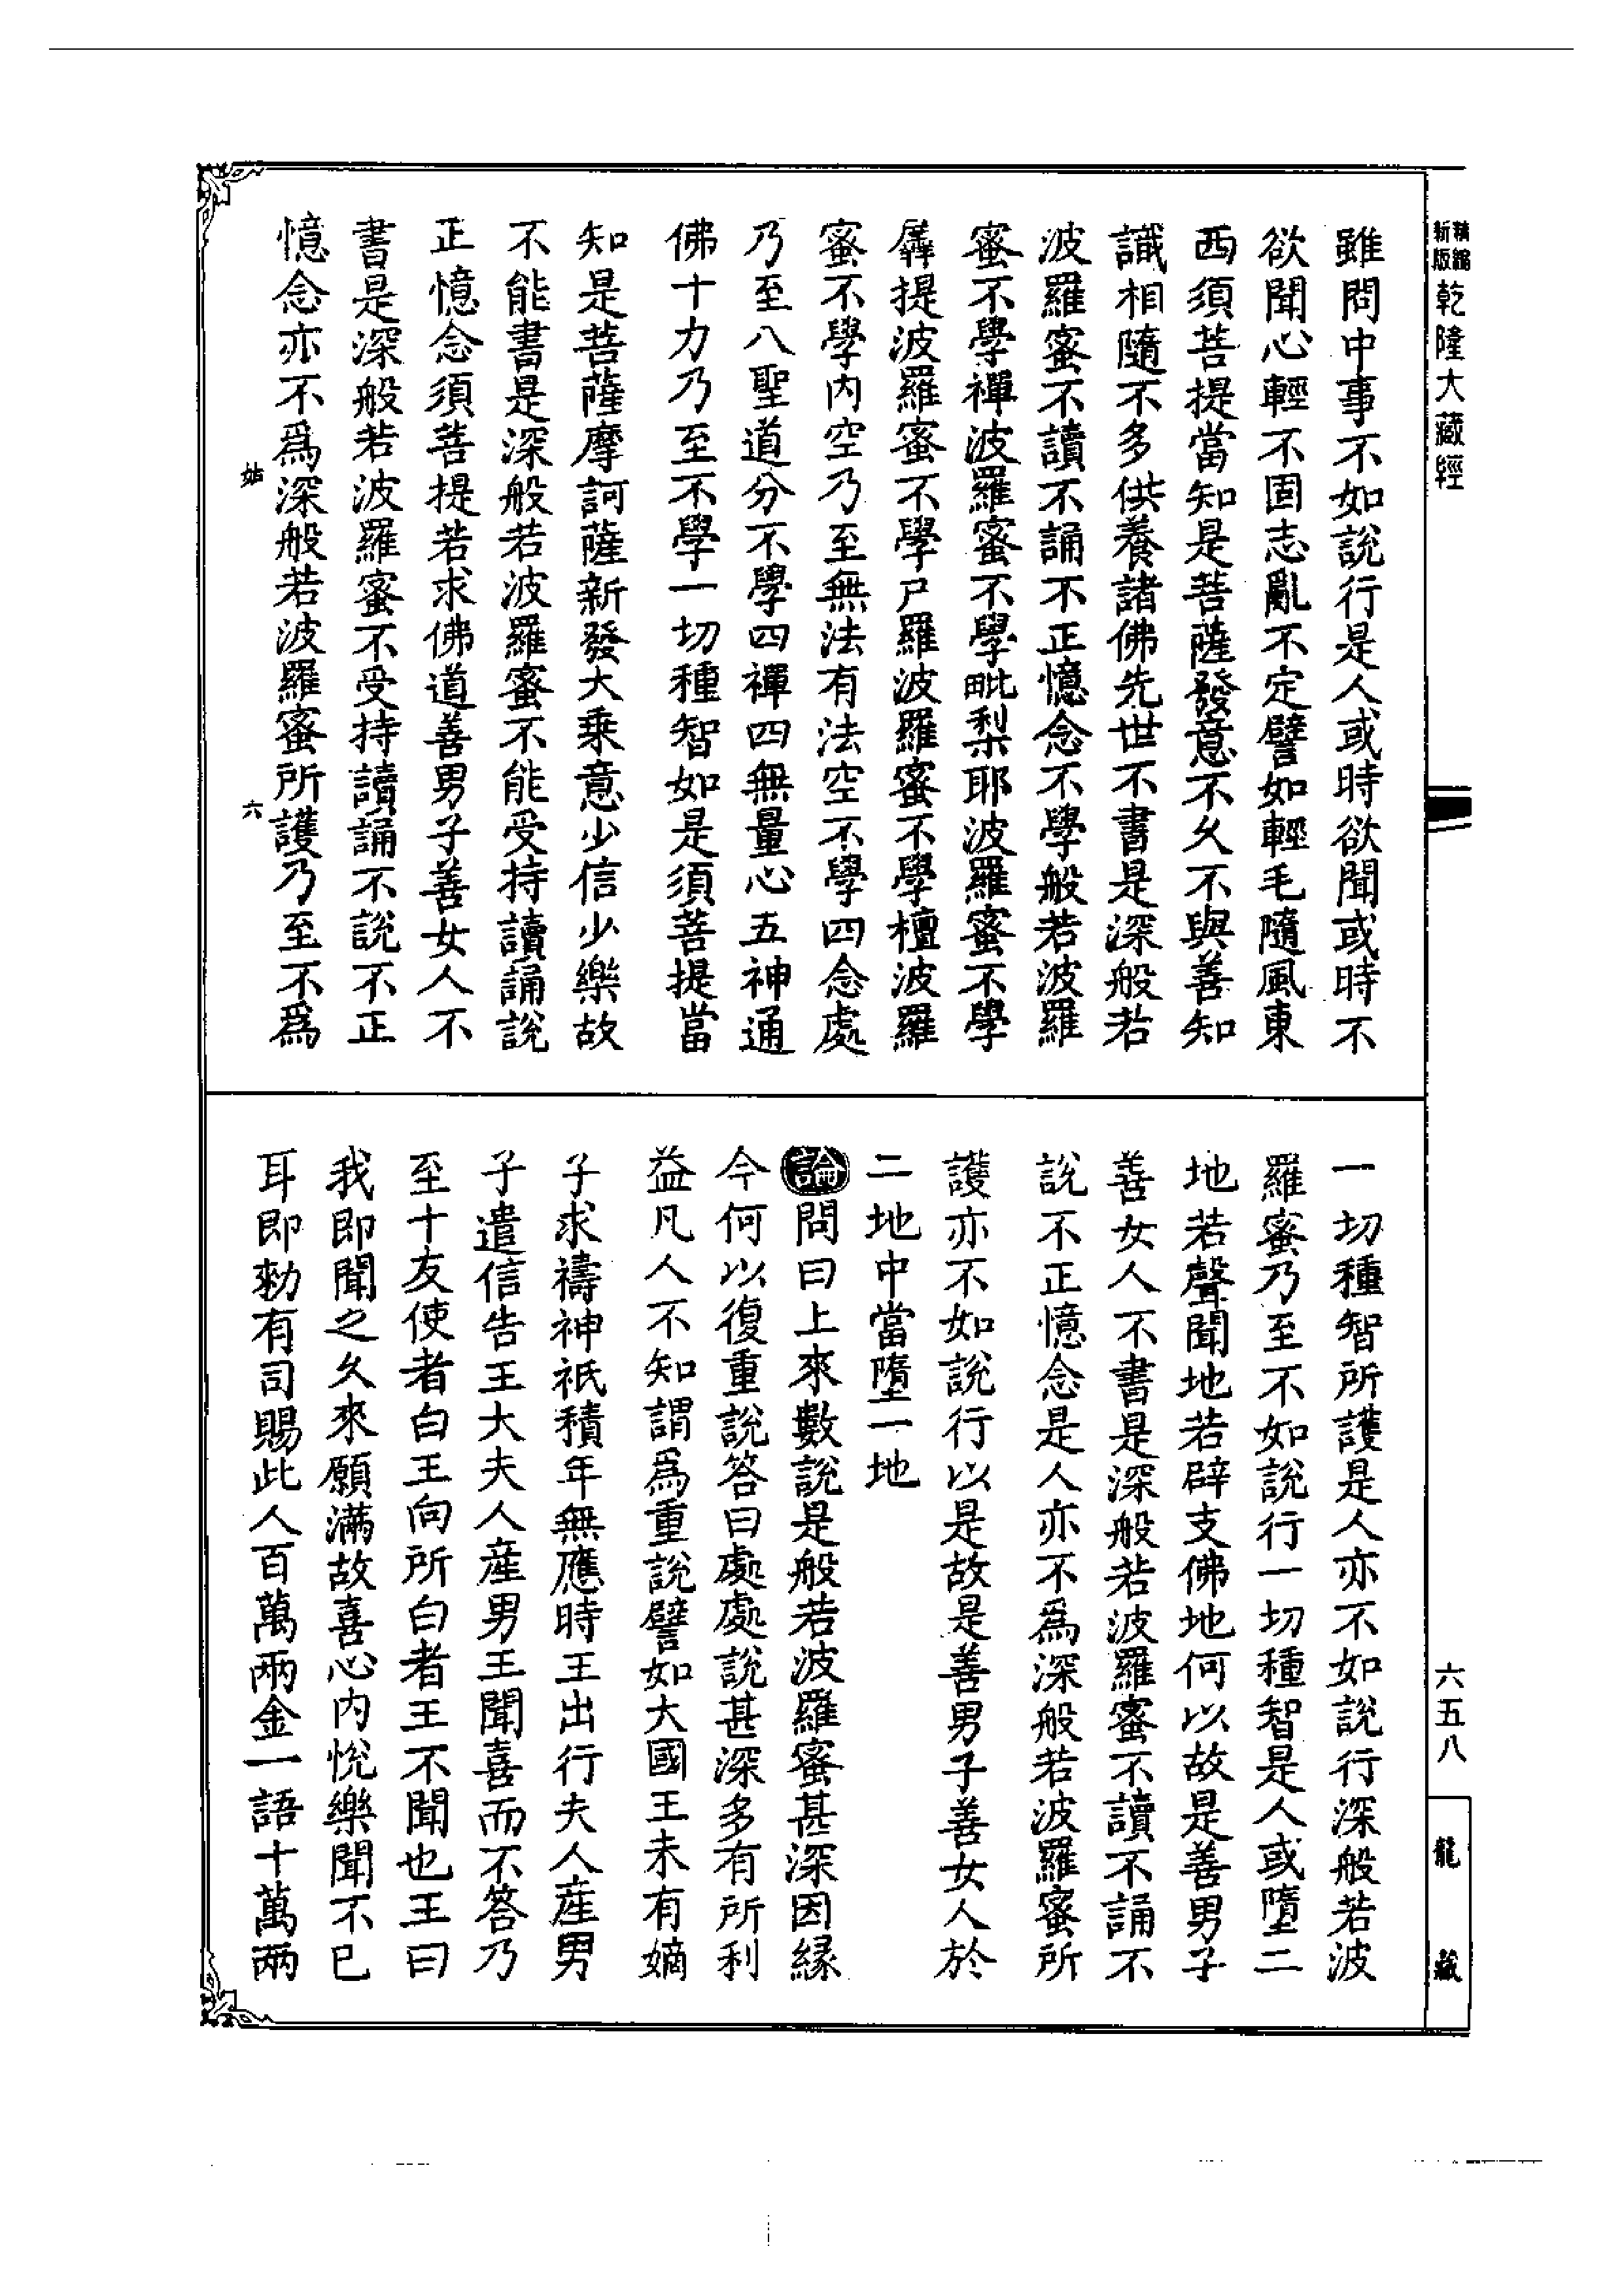 新版
精縮
乾隆大藏經
六五八
龍藏
雖問中事不如說行是人或時欲聞或時不
欲聞心輕不固志亂不定譬如輕毛隨風東
西須菩提當知是菩薩發意不久不與善知
識相隨不多供養諸佛先世不書是深般若
波羅蜜不讀不誦不正憶念不學般若波羅
蜜不學禪波羅蜜不學毗梨耶波羅蜜不學
羼提波羅蜜不學尸羅波羅蜜不學檀波羅
蜜不學內空乃至無法有法空不學四念處
乃至八聖道分不學四禪四無量心五神通
佛十力乃至不學一切種智如是須菩提當
知是菩薩摩訶薩新發大乘意少信少樂故
不能書是深般若波羅蜜不能受持讀誦說
正憶念須菩提若求佛道善男子善女人不
書是深般若波羅蜜不受持讀誦不說不正
憶念亦不為深般若波羅蜜所護乃至不為
姑
六
一切種智所護是人亦不如說行深般若波
羅蜜乃至不如說行一切種智是人或墮二
地若聲聞地若辟支佛地何以故是善男子
善女人不書是深般若波羅蜜不讀不誦不
說不正憶念是人亦不為深般若波羅蜜所
護亦不如說行以是故是善男子善女人於
二地中當墮一地
論問曰上來數說是般若波羅蜜甚深因緣
今何以復重說答曰處處說甚深多有所利
益凡人不知謂為重說譬如大國王未有嫡
子求禱神祇積年無應時王出行夫人產男
子遣信告王大夫人產男王聞喜而不答乃
至十友使者白王向所白者王不聞也王曰
我即聞之久來願滿故喜心內悅樂聞不已
耳即勑有司賜此人百萬兩金一語十萬兩